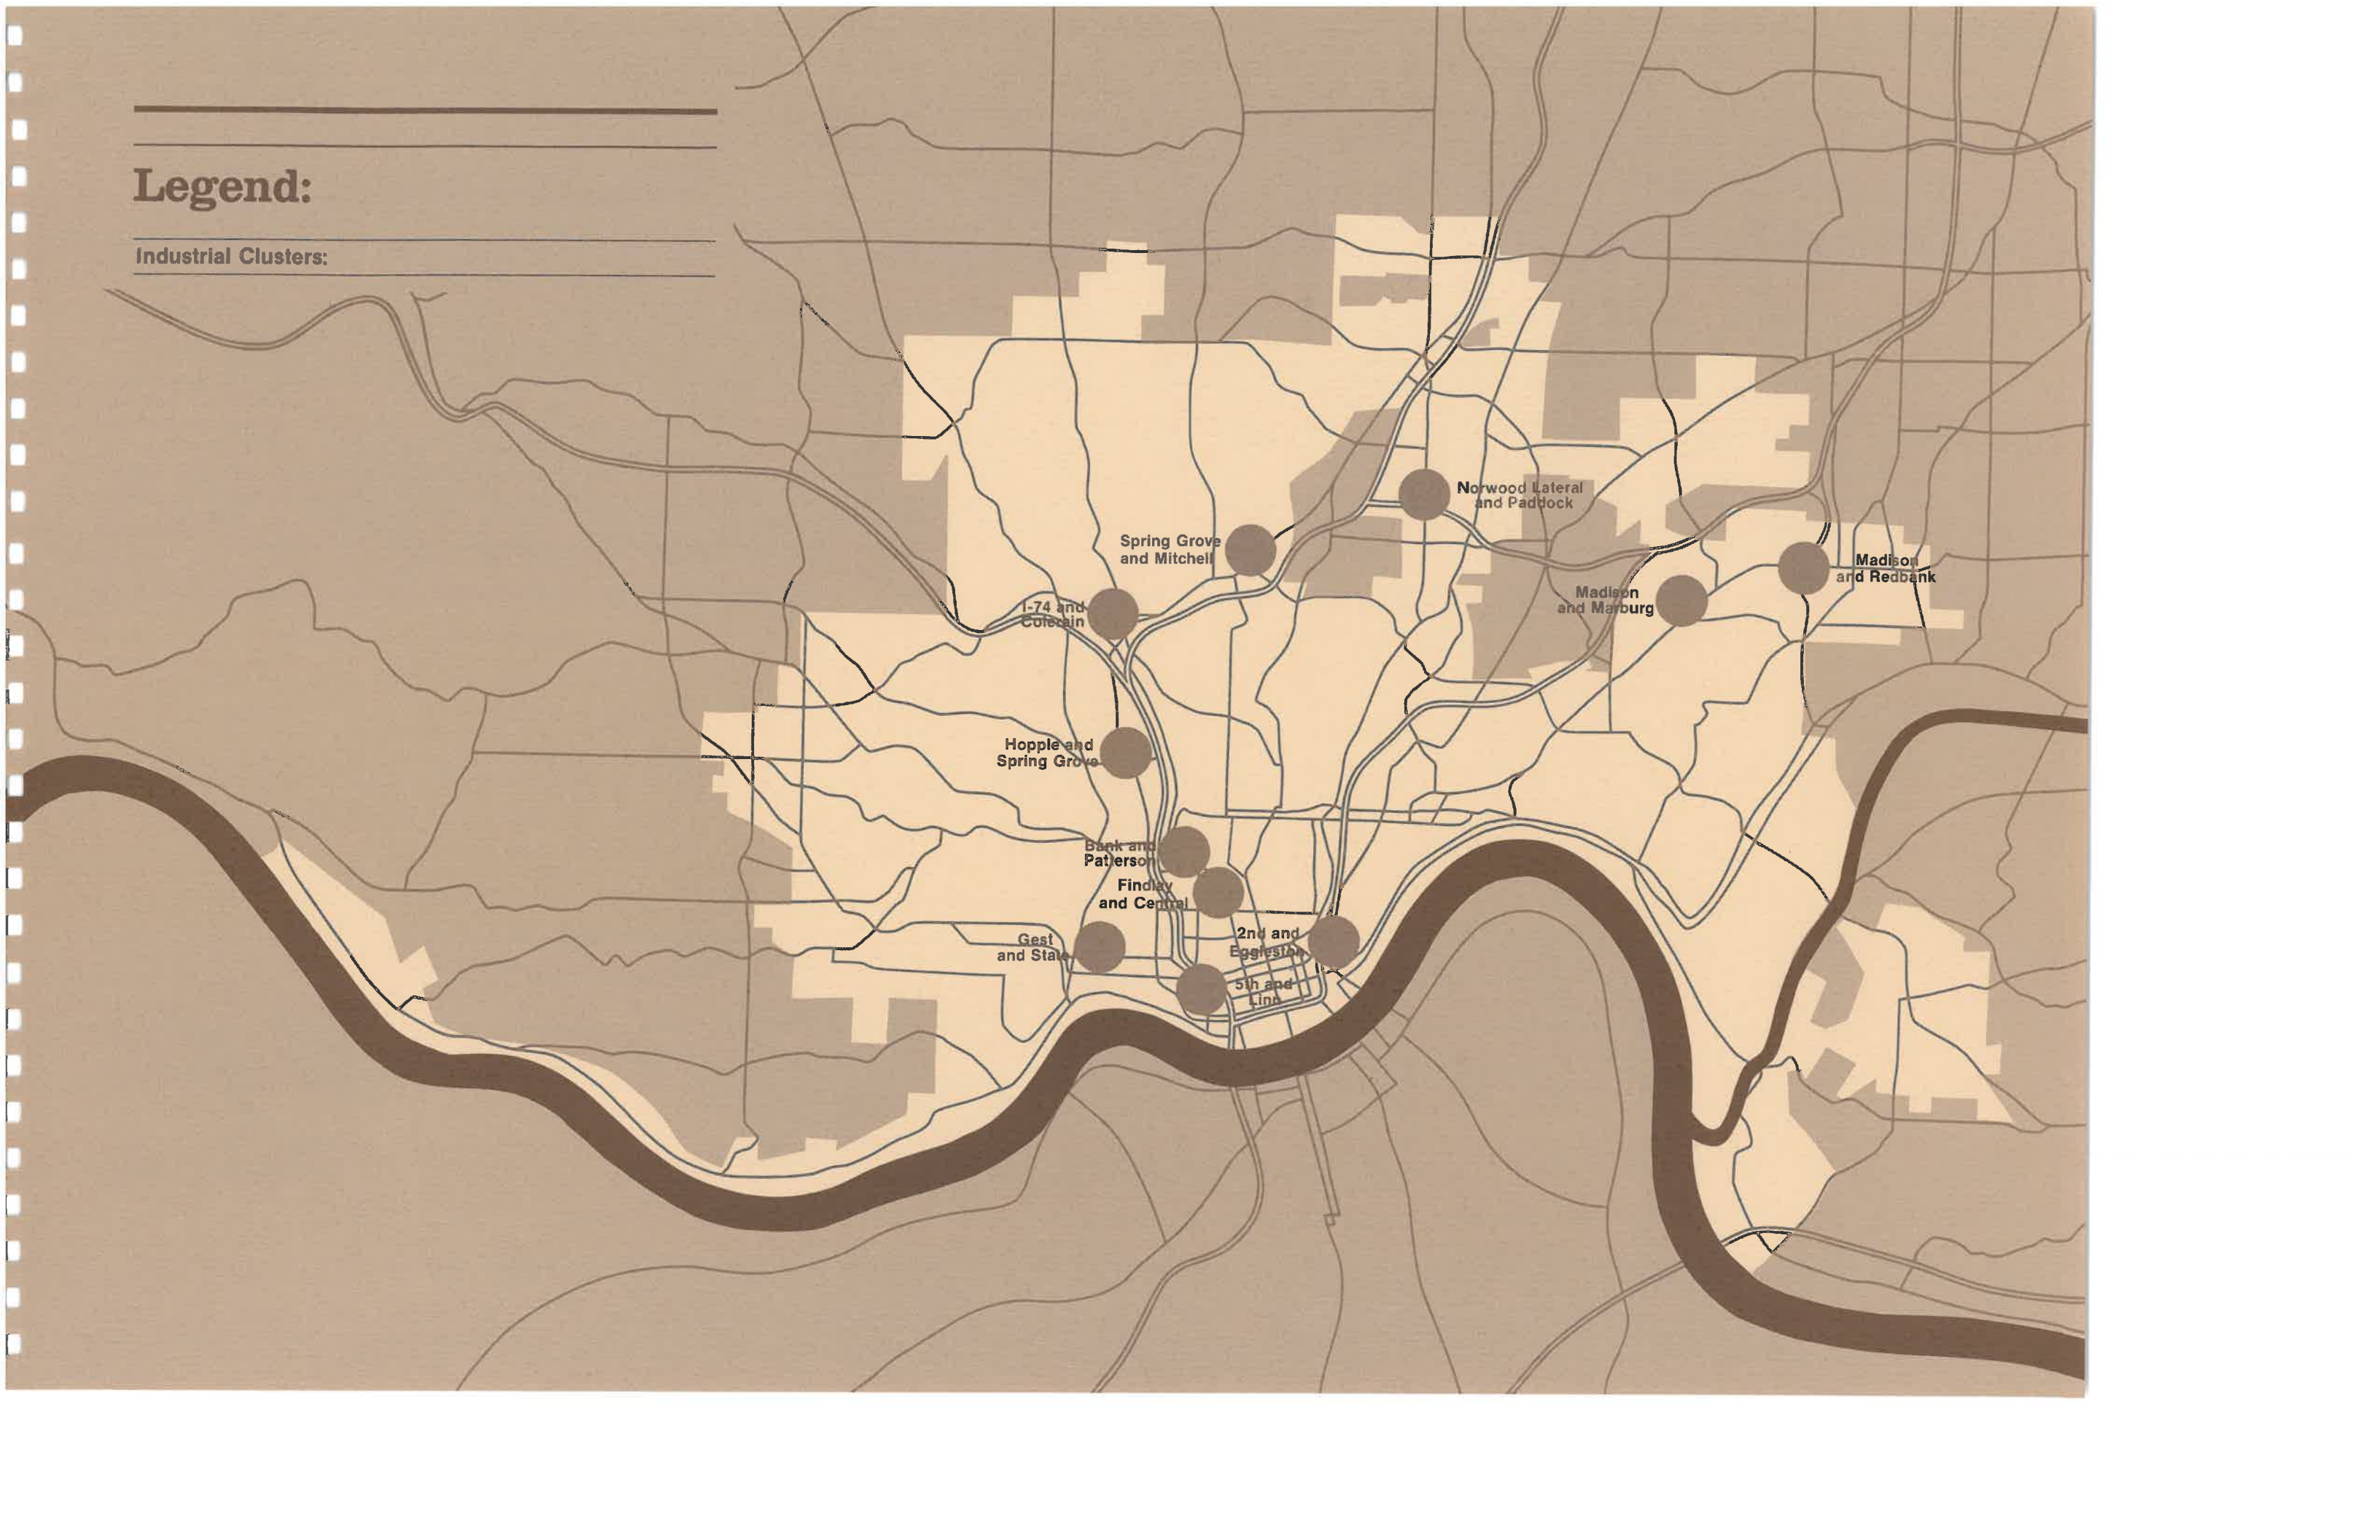 Legend:
Industrial Clusters:
Norwood Lateral
and Paddock
Spring Grove
and Mitchell
Madison
and Redbank
Madison
and Marburg
I-74 and
Colerain
Hopple and
Spring Grove
Bank and
Patterson
Findlay
and Central
2nd and
Eggleston
Gest
and State
5th and
Linn